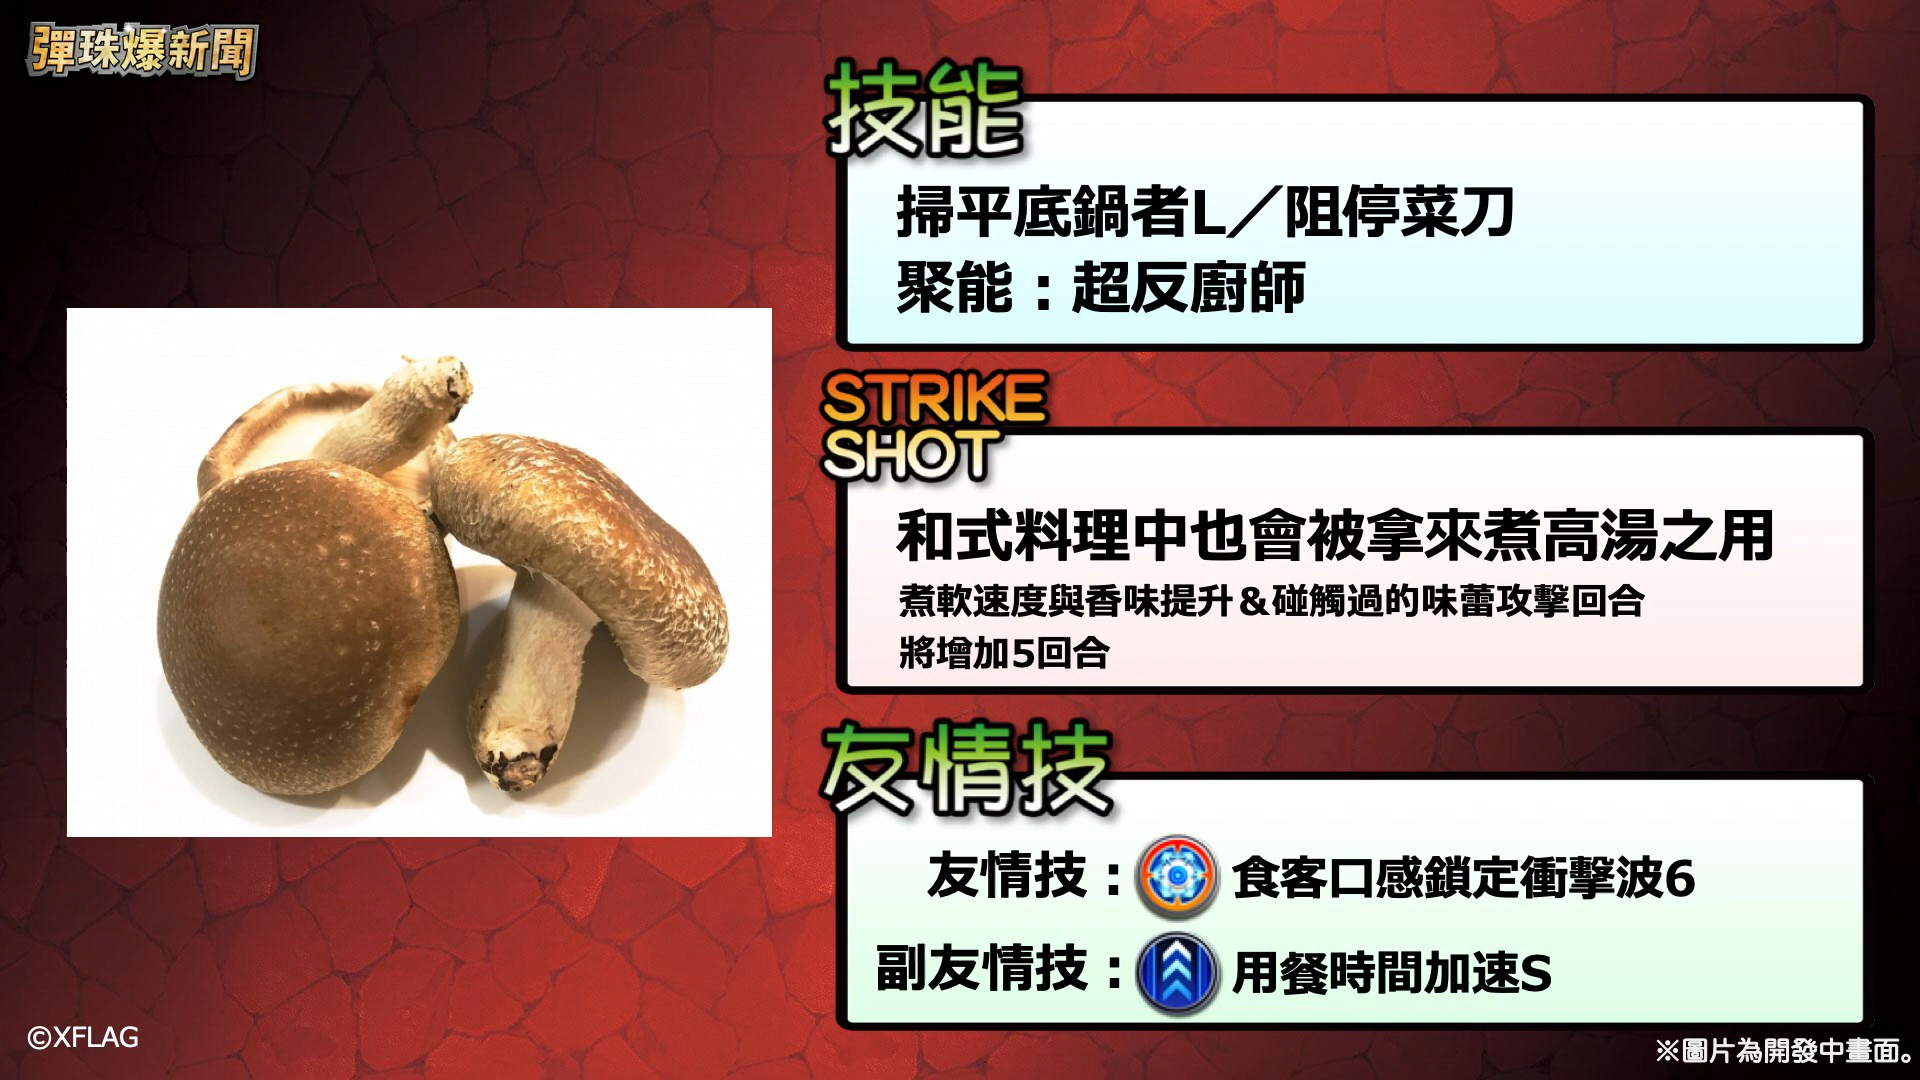 彈珠爆新聞
技能
掃平底鍋者L／阻停菜刀
聚能：超反廚師
STRIKE
SHOT
和式料理中也會被拿來煮高湯之用
煮軟速度與香味提升＆碰觸過的味蕾攻擊回合
將增加5回合
友情技
友情技：食客口感鎖定衝擊波6
副友情技：用餐時間加速S
©XFLAG
※圖片為開發中畫面。